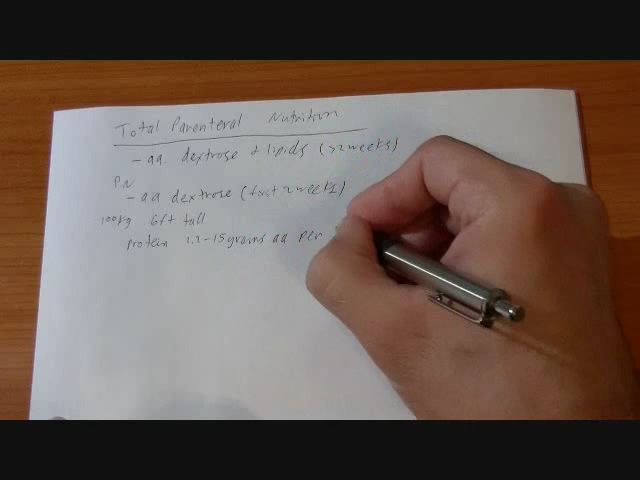 Total Parenteral Nutrition
- aa dextrose + lipids (>2weeks)
PN
- aa dextrose (first 2weeks)
100kg 6ft tall
Protein 1.2-1.5grams aa per